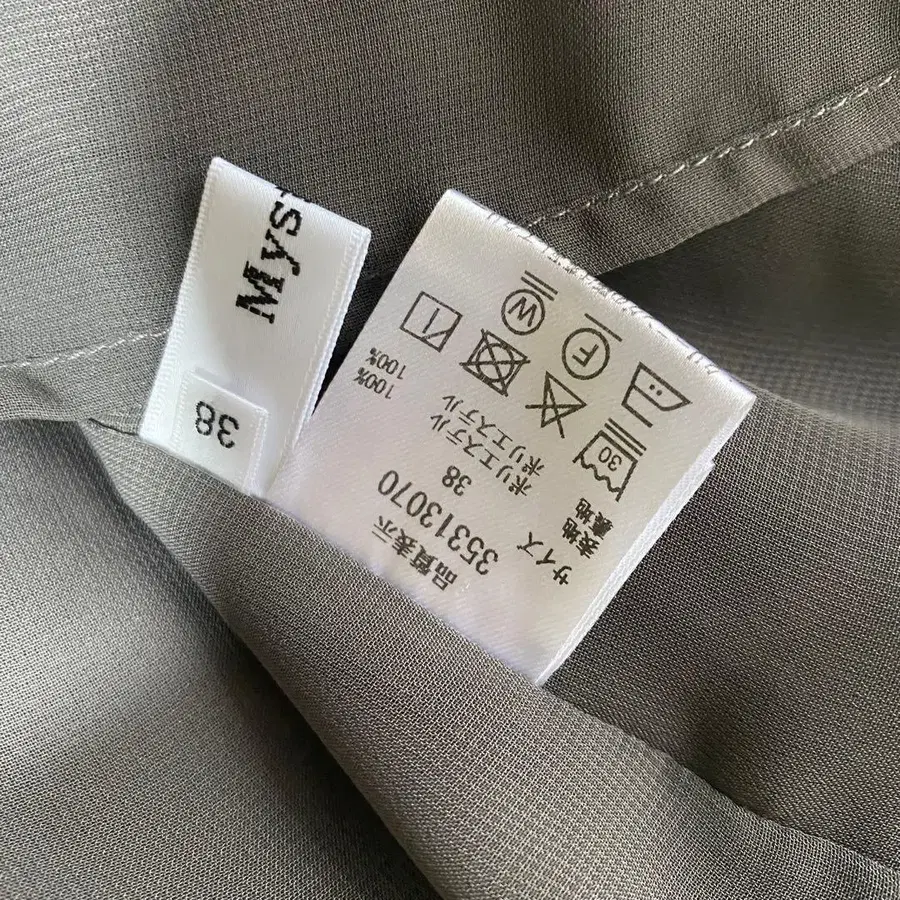 Myst
38
品質表示
35313070
サイズ 38
表地 ポリエステル 100%
裏地 ポリエステル 100%
30
F
W